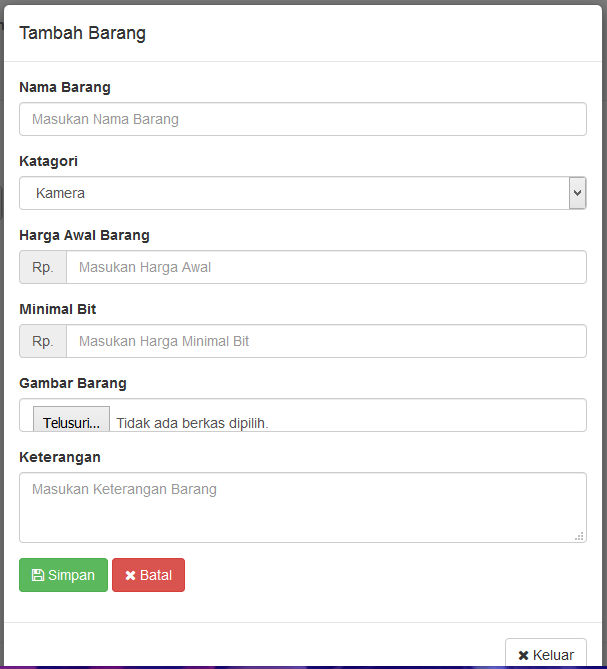 Tambah Barang
Nama Barang
Masukan Nama Barang
Katagori
Kamera
Harga Awal Barang
Rp. Masukan Harga Awal
Minimal Bit
Rp. Masukan Harga Minimal Bit
Gambar Barang
Telusuri... Tidak ada berkas dipilih.
Keterangan
Masukan Keterangan Barang
Simpan Batal
Keluar